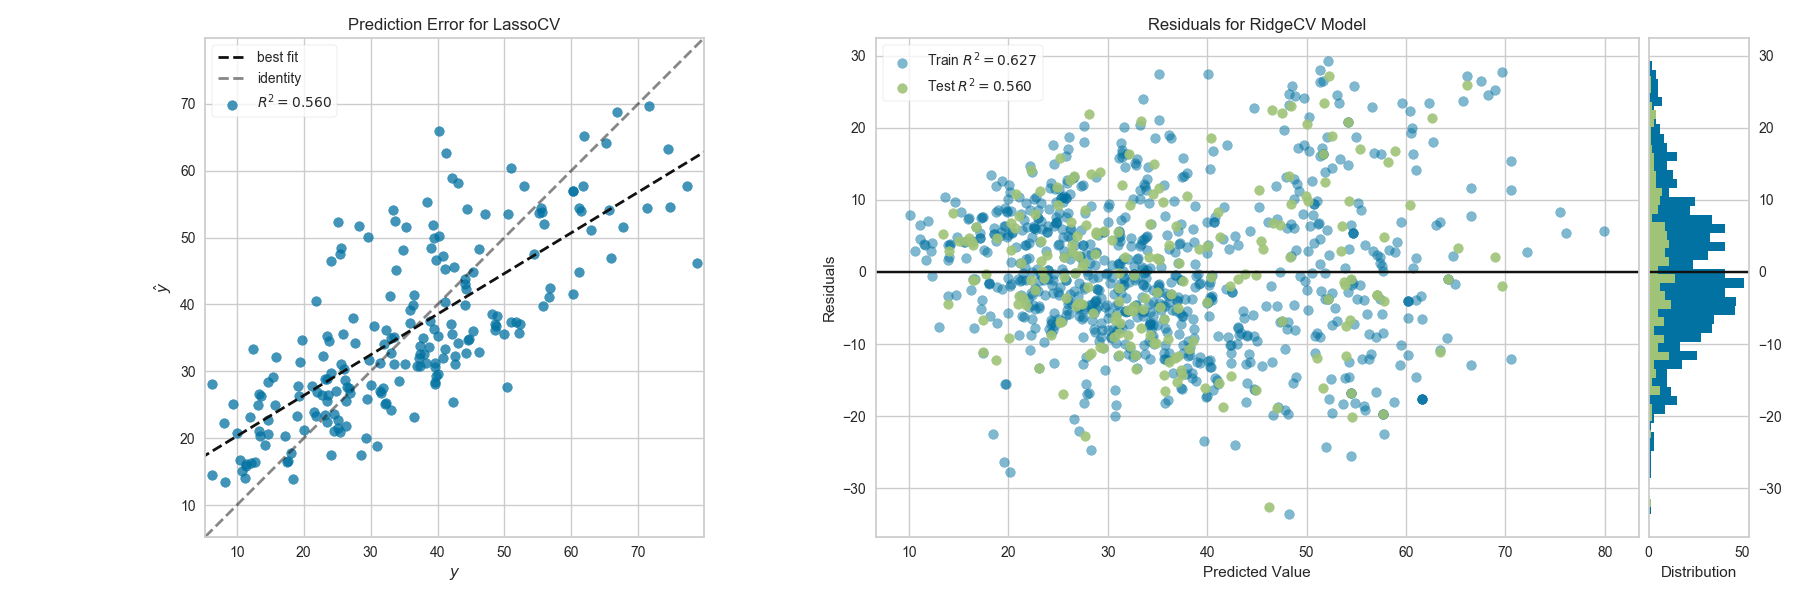 Prediction Error for LassoCV
best fit
identity
R² = 0.560
70
60
50
40
30
20
10
ŷ
10 20 30 40 50 60 70
y
Residuals for RidgeCV Model
Train R² = 0.627
Test R² = 0.560
30
20
10
0
−10
−20
−30
Residuals
10 20 30 40 50 60 70 80
Predicted Value
30
20
10
0
−10
−20
−30
0 50
Distribution